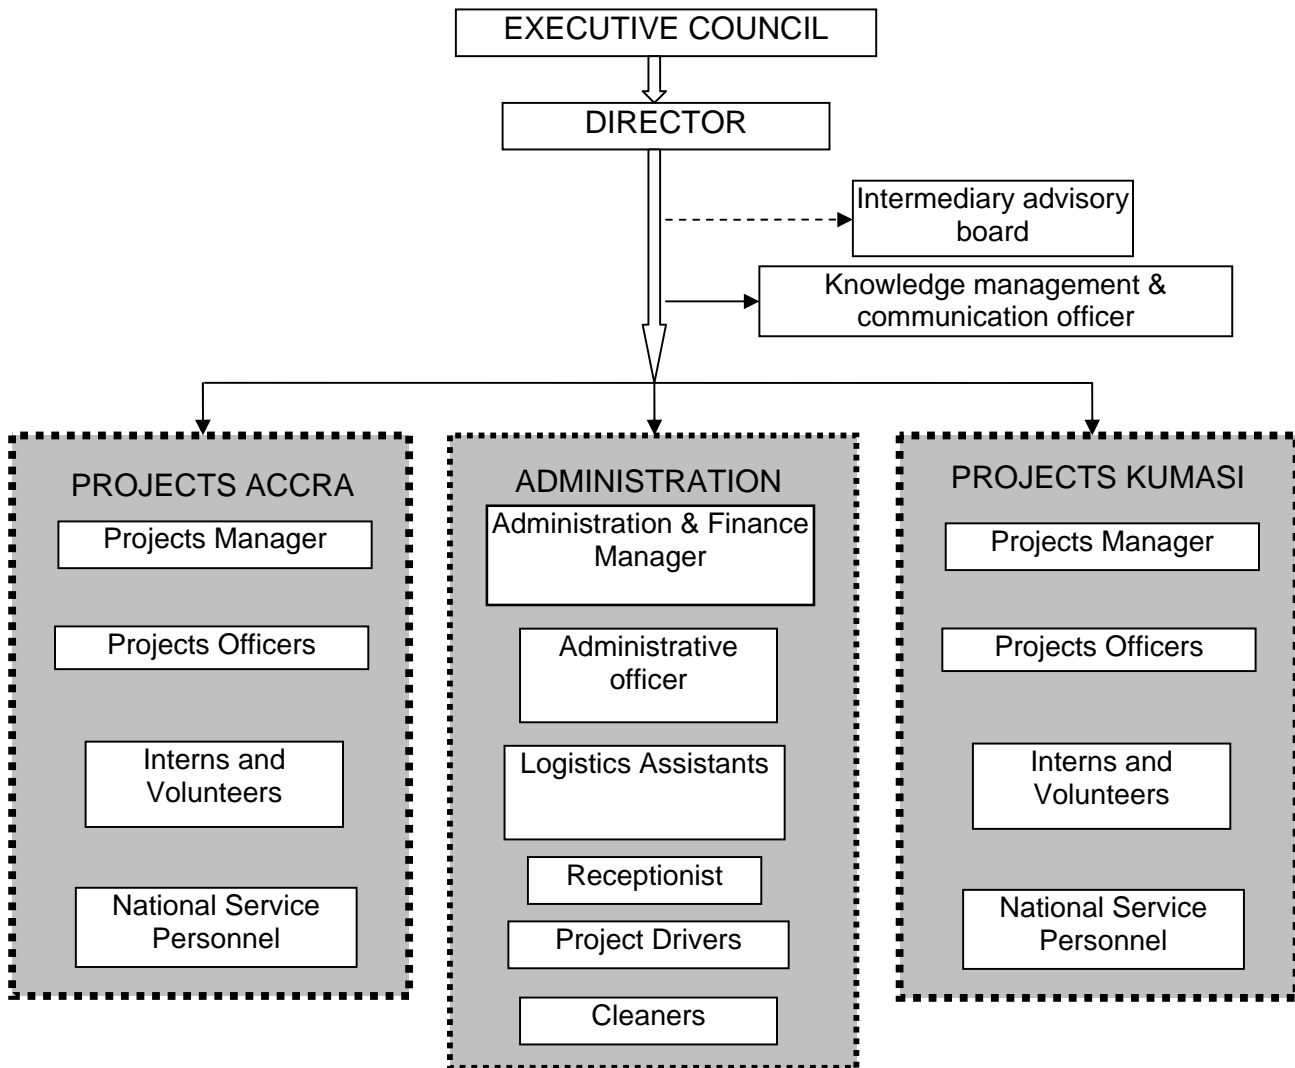 EXECUTIVE COUNCIL
DIRECTOR
Intermediary advisory
board
Knowledge management &
communication officer
PROJECTS ACCRA
Projects Manager
Projects Officers
Interns and
Volunteers
National Service
Personnel
ADMINISTRATION
Administration & Finance
Manager
Administrative
officer
Logistics Assistants
Receptionist
Project Drivers
Cleaners
PROJECTS KUMASI
Projects Manager
Projects Officers
Interns and
Volunteers
National Service
Personnel